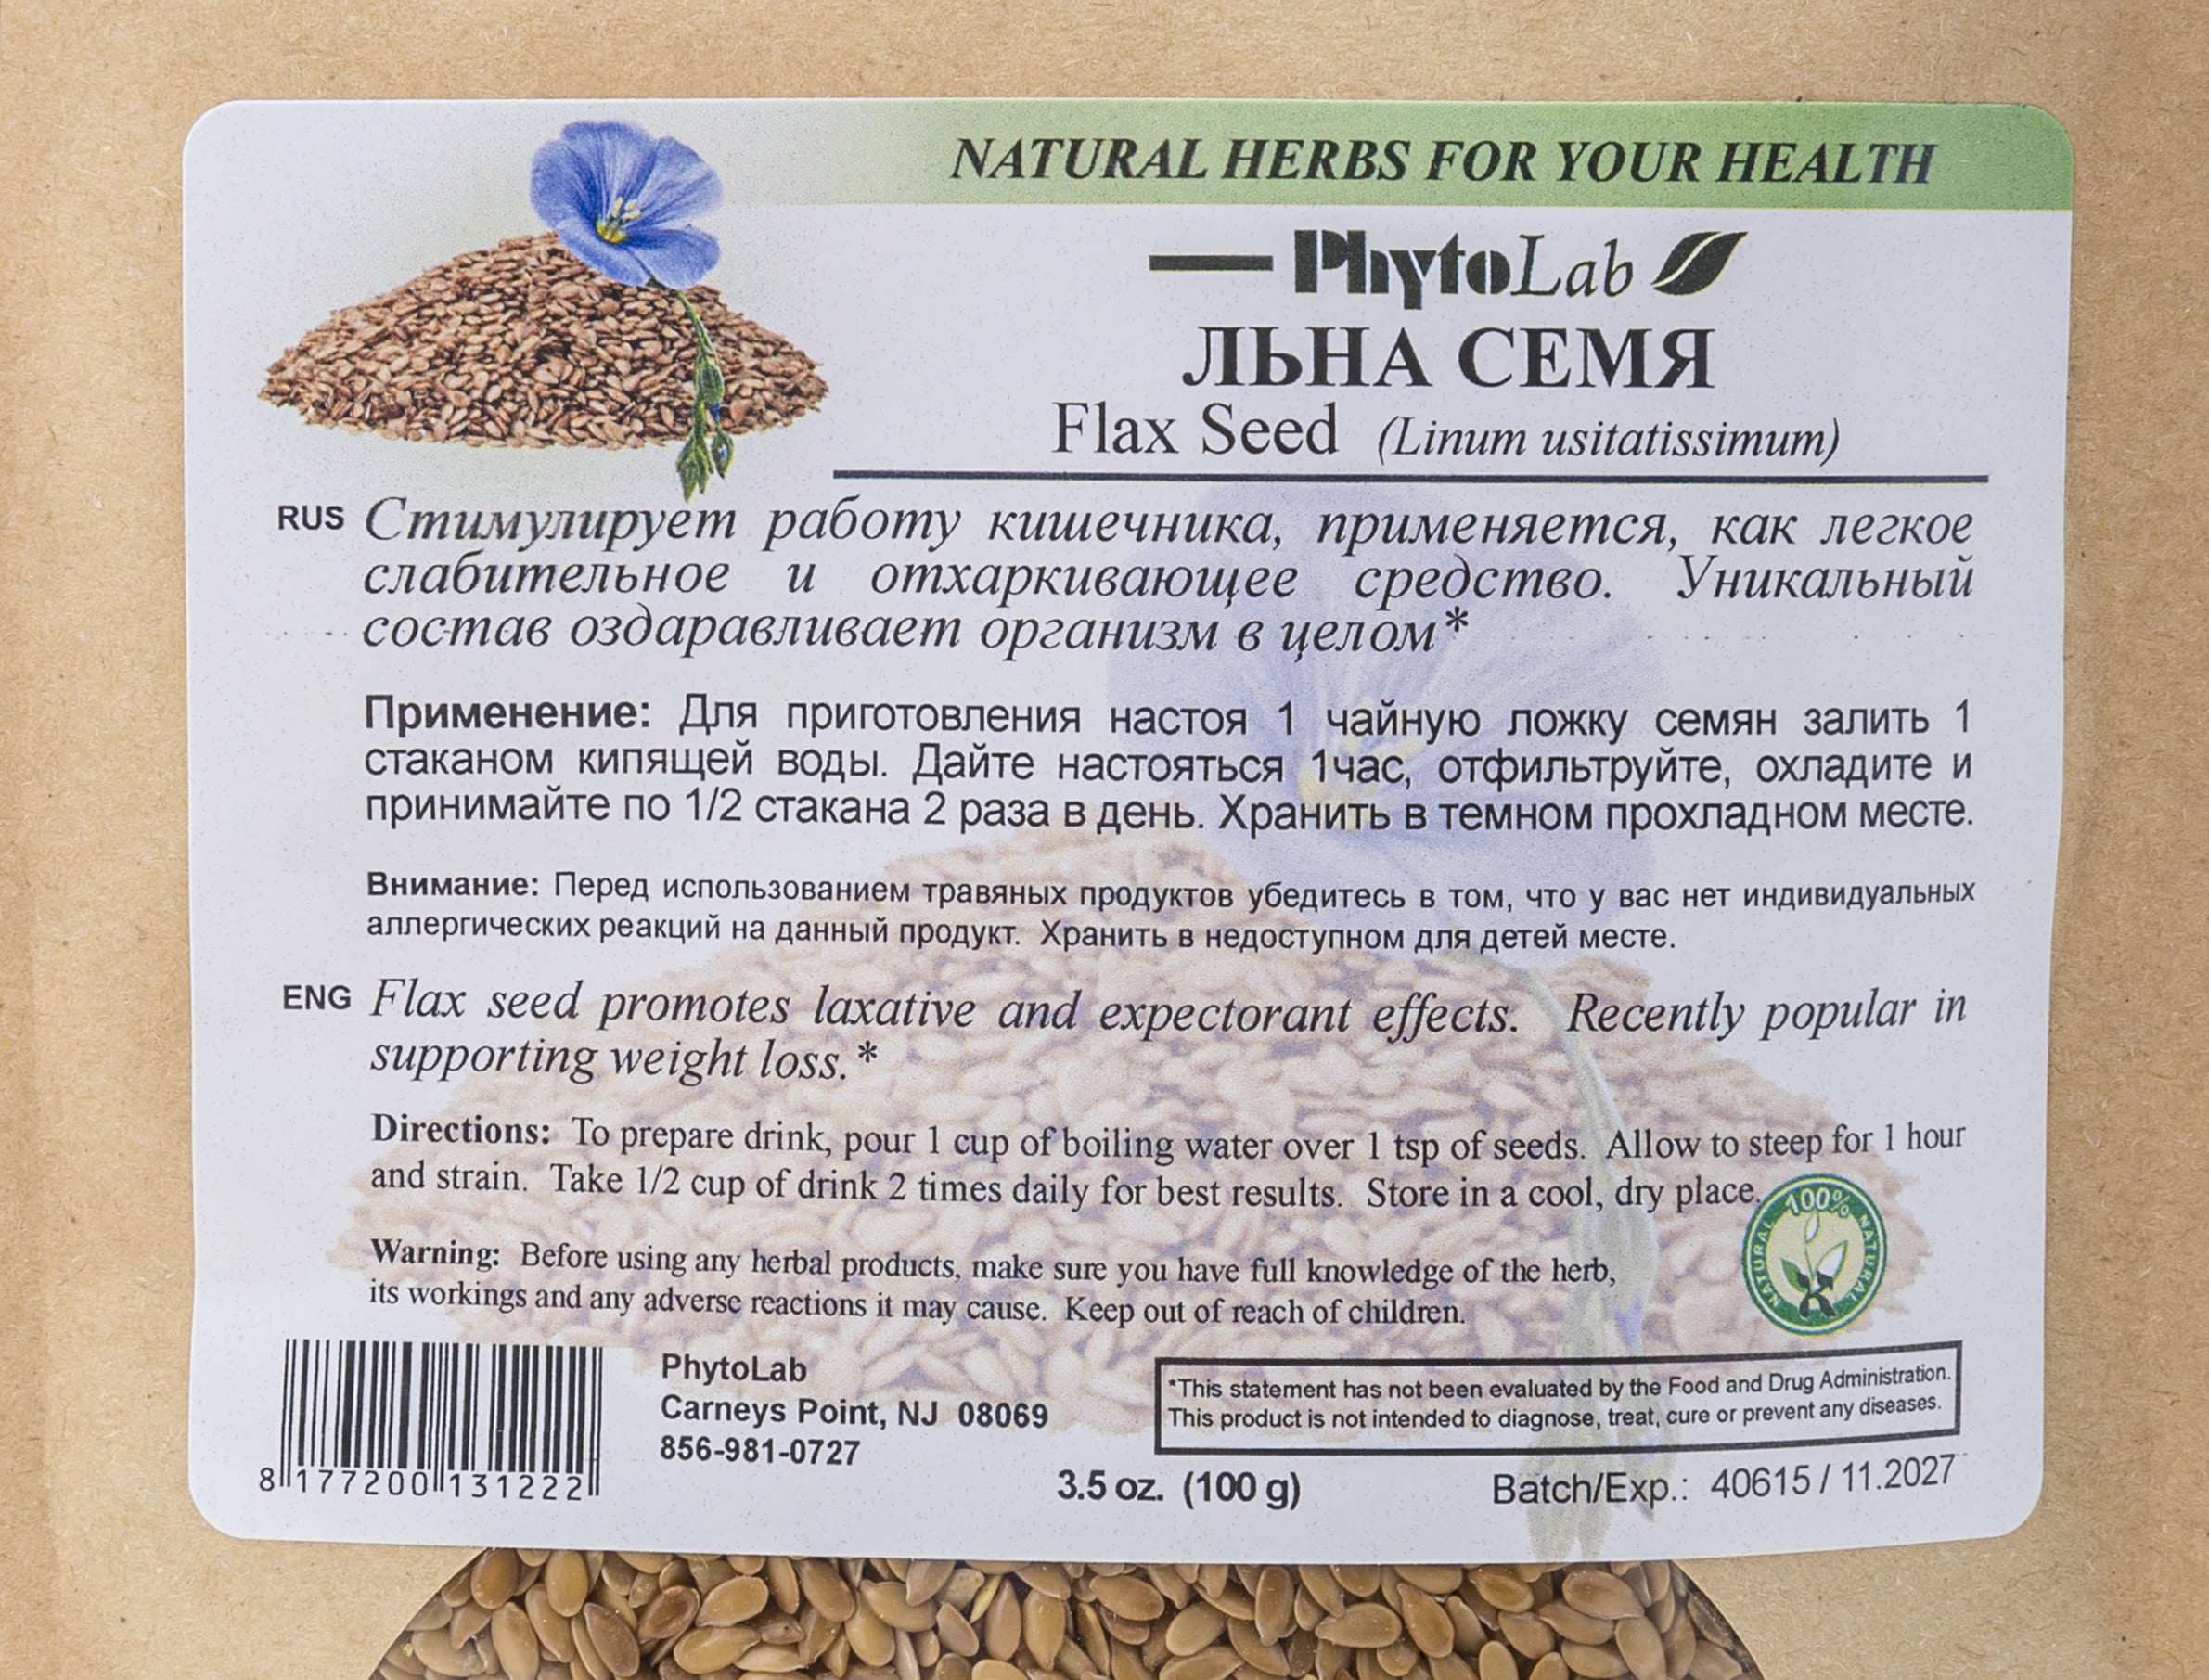 NATURAL HERBS FOR YOUR HEALTH
PhytoLab
ЛЬНА СЕМЯ
Flax Seed (Linum usitatissimum)
RUS Стимулирует работу кишечника, применяется, как легкое
слабительное и отхаркивающее средство. Уникальный
состав оздаравливает организм в целом*
Применение: Для приготовления настоя 1 чайную ложку семян залить 1
стаканом кипящей воды. Дайте настояться 1час, отфильтруйте, охладите и
принимайте по 1/2 стакана 2 раза в день. Хранить в темном прохладном месте.
Внимание: Перед использованием травяных продуктов убедитесь в том, что у вас нет индивидуальных
аллергических реакций на данный продукт. Хранить в недоступном для детей месте.
ENG Flax seed promotes laxative and expectorant effects. Recently popular in
supporting weight loss.*
Directions: To prepare drink, pour 1 cup of boiling water over 1 tsp of seeds. Allow to steep for 1 hour
and strain. Take 1/2 cup of drink 2 times daily for best results. Store in a cool, dry place.
100% NATURAL
NATURAL
K
Warning: Before using any herbal products, make sure you have full knowledge of the herb,
its workings and any adverse reactions it may cause. Keep out of reach of children.
8 177200 131222
PhytoLab
Carneys Point, NJ 08069
856-981-0727
*This statement has not been evaluated by the Food and Drug Administration.
This product is not intended to diagnose, treat, cure or prevent any diseases.
3.5 oz. (100 g)
Batch/Exp.: 40615 / 11.2027